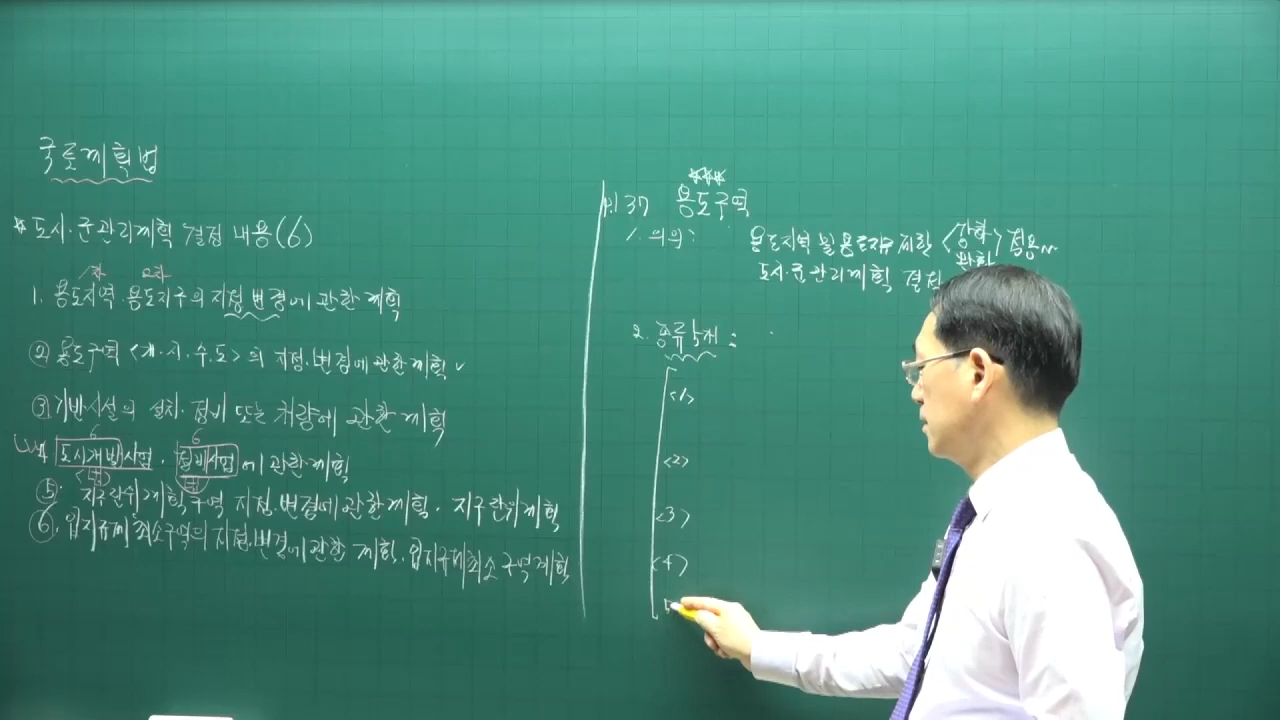 국토계획법
* 도시·군관리계획 결정 내용(6)
1. 용도지역·용도지구의 지정 변경에 관한 계획
② 용도구역 <개·시·수·도>의 지정·변경에 관한 계획
③ 기반시설의 설치·정비 또는 개량에 관한 계획
6 6
4 도시개발사업·정비사업에 관한 계획
<법> 법
⑤ 지구단위계획구역 지정·변경에 관한 계획·지구단위계획
⑥. 입지규제최소구역의 지정·변경에 관한 계획·입지규제최소구역계획
P.137 용도구역
1. 의의:
용도지역 및 용도지구 제한 <강화 완화> 적용
도시·군관리계획 결정
2. 종류 :
<1>
<2>
<3>
<4>